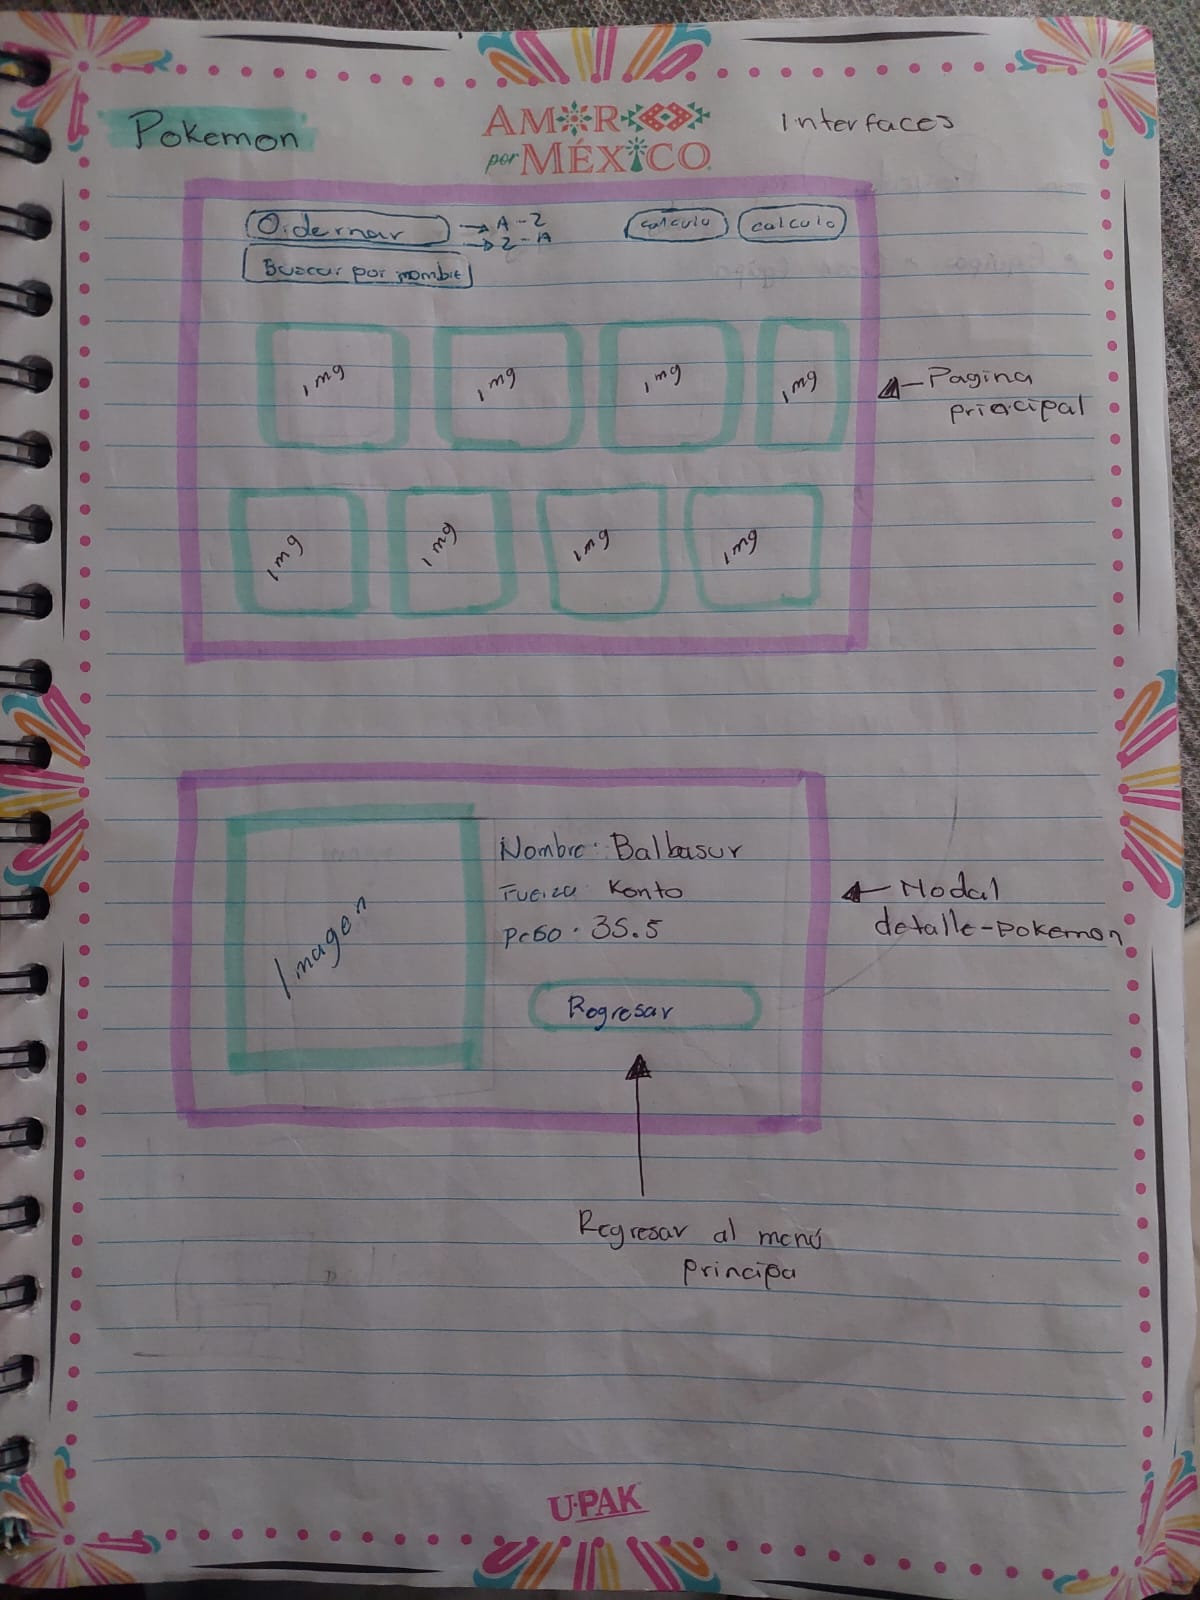 Pokemon
AMOR
por MÉXICO
Interfaces
Oidernar → A-Z
→ Z-A
calculo
calculo
Buscar por nombre
img
img
img
img
Pagina
principal
img
img
img
img
Imagen
Nombre: Balbasur
Fuerza Konto
peso. 35.5
Regresar
Modal
detalle-pokemon
Regresar al menú
principa
U·PAK